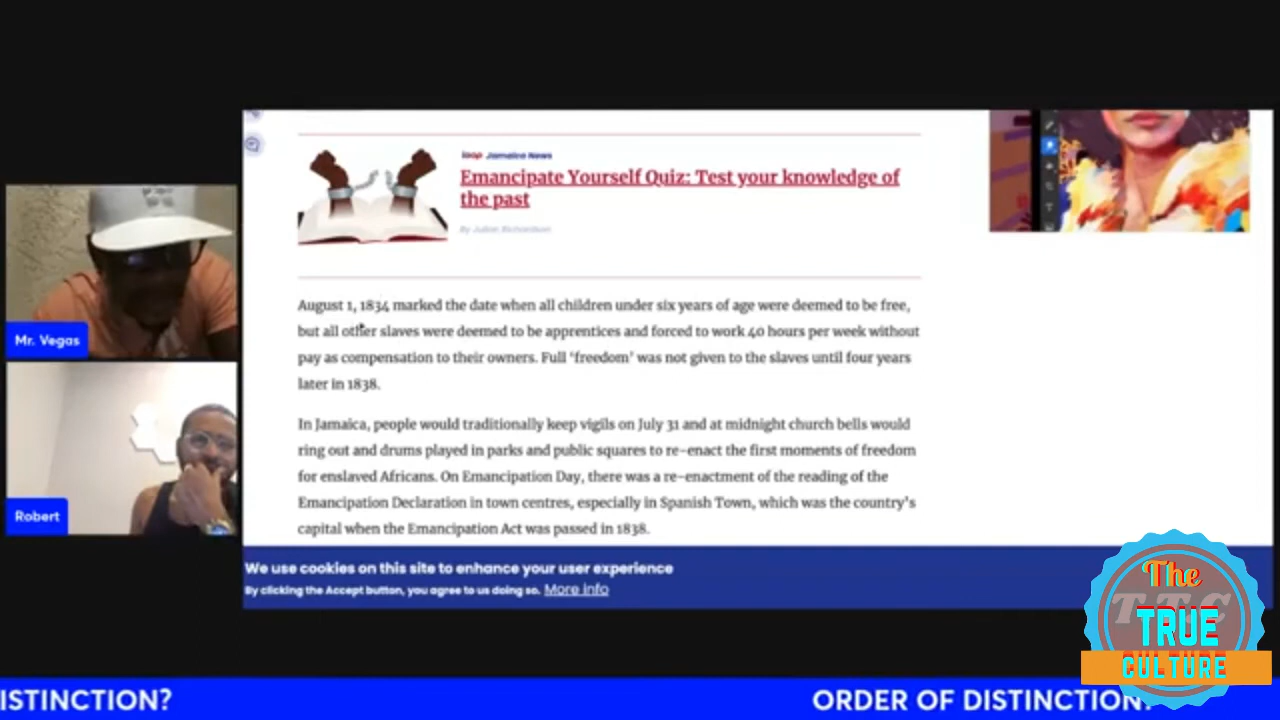 loop Jamaica News
Emancipate Yourself Quiz: Test your knowledge of
the past
By Julian Richardson
August 1, 1834 marked the date when all children under six years of age were deemed to be free,
but all other slaves were deemed to be apprentices and forced to work 40 hours per week without
pay as compensation to their owners. Full ‘freedom’ was not given to the slaves until four years
later in 1838.
In Jamaica, people would traditionally keep vigils on July 31 and at midnight church bells would
ring out and drums played in parks and public squares to re-enact the first moments of freedom
for enslaved Africans. On Emancipation Day, there was a re-enactment of the reading of the
Emancipation Declaration in town centres, especially in Spanish Town, which was the country's
capital when the Emancipation Act was passed in 1838.
We use cookies on this site to enhance your user experience
By clicking the Accept button, you agree to us doing so. More info
Mr. Vegas
Robert
The
TTC
TRUE
CULTURE
ISTINCTION?
ORDER OF DISTINCTION?